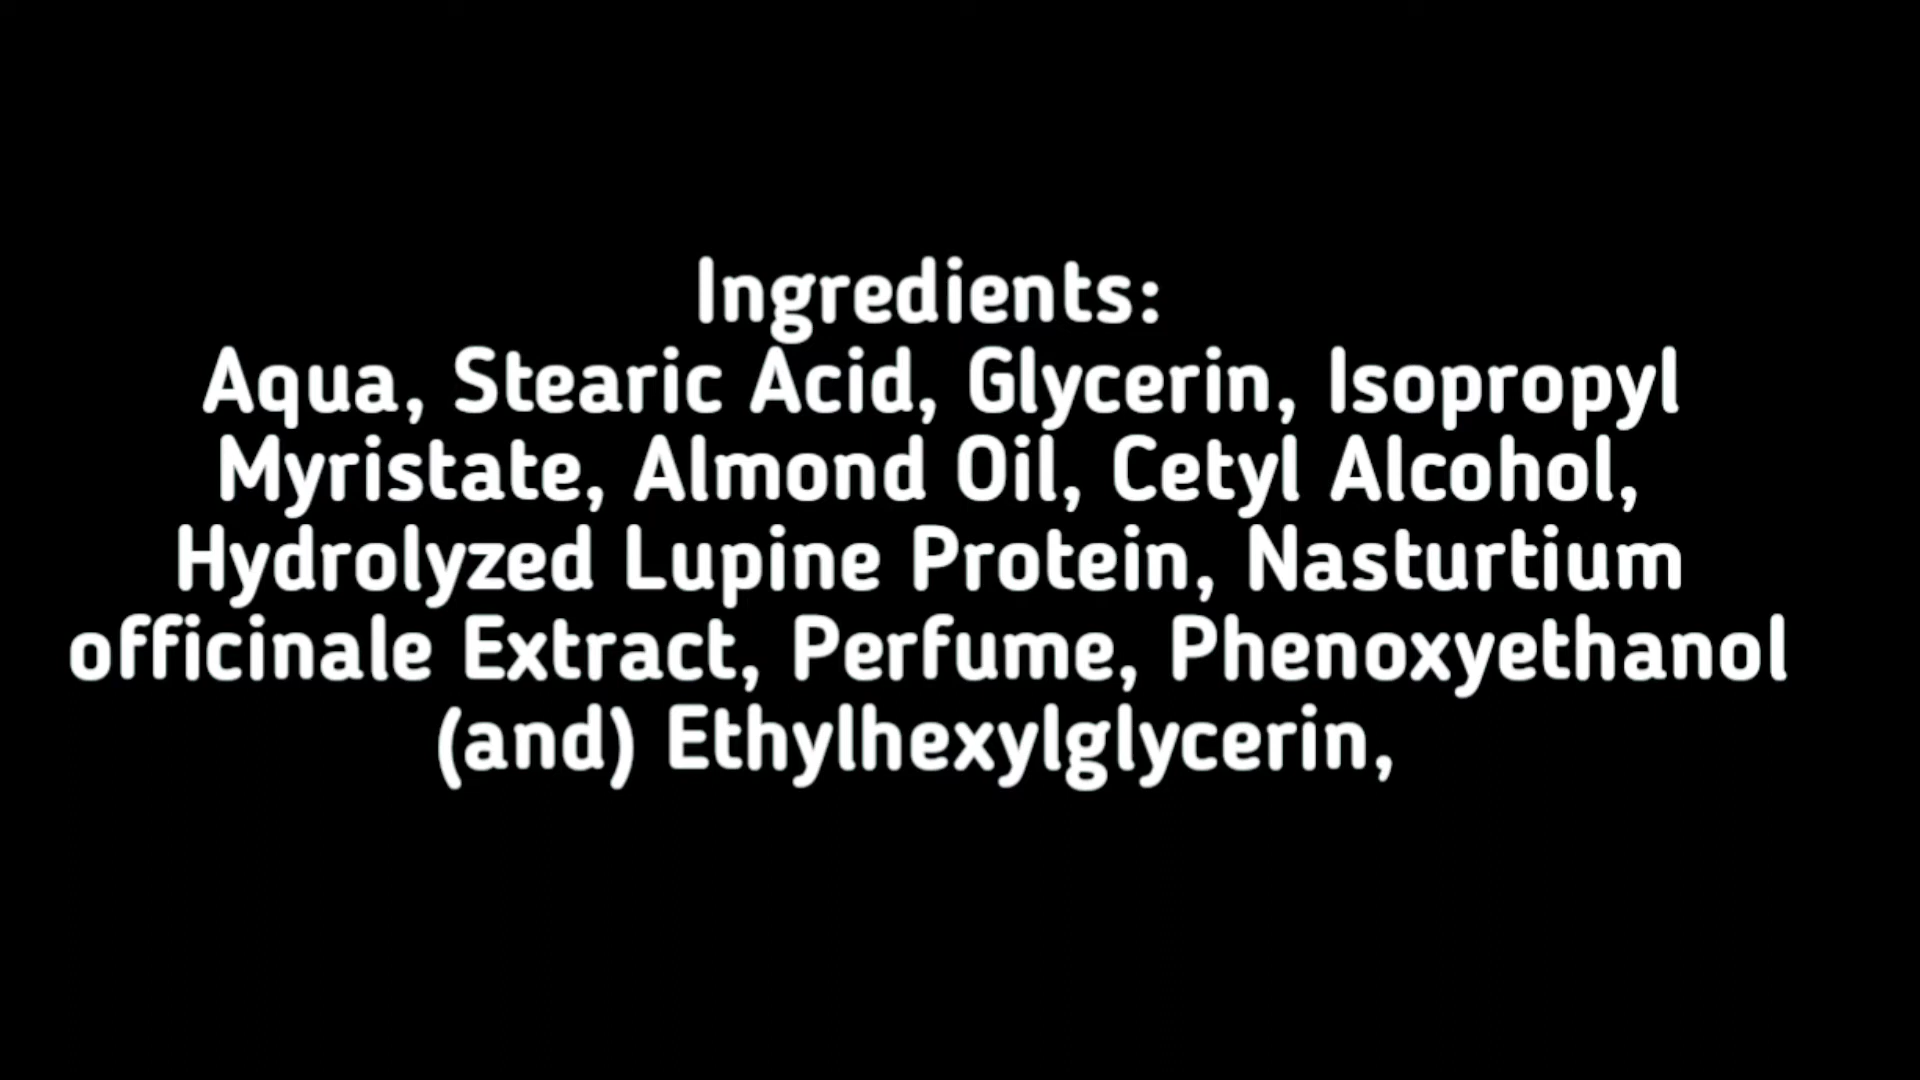 Ingredients:
Aqua, Stearic Acid, Glycerin, Isopropyl
Myristate, Almond Oil, Cetyl Alcohol,
Hydrolyzed Lupine Protein, Nasturtium
officinale Extract, Perfume, Phenoxyethanol
(and) Ethylhexylglycerin,